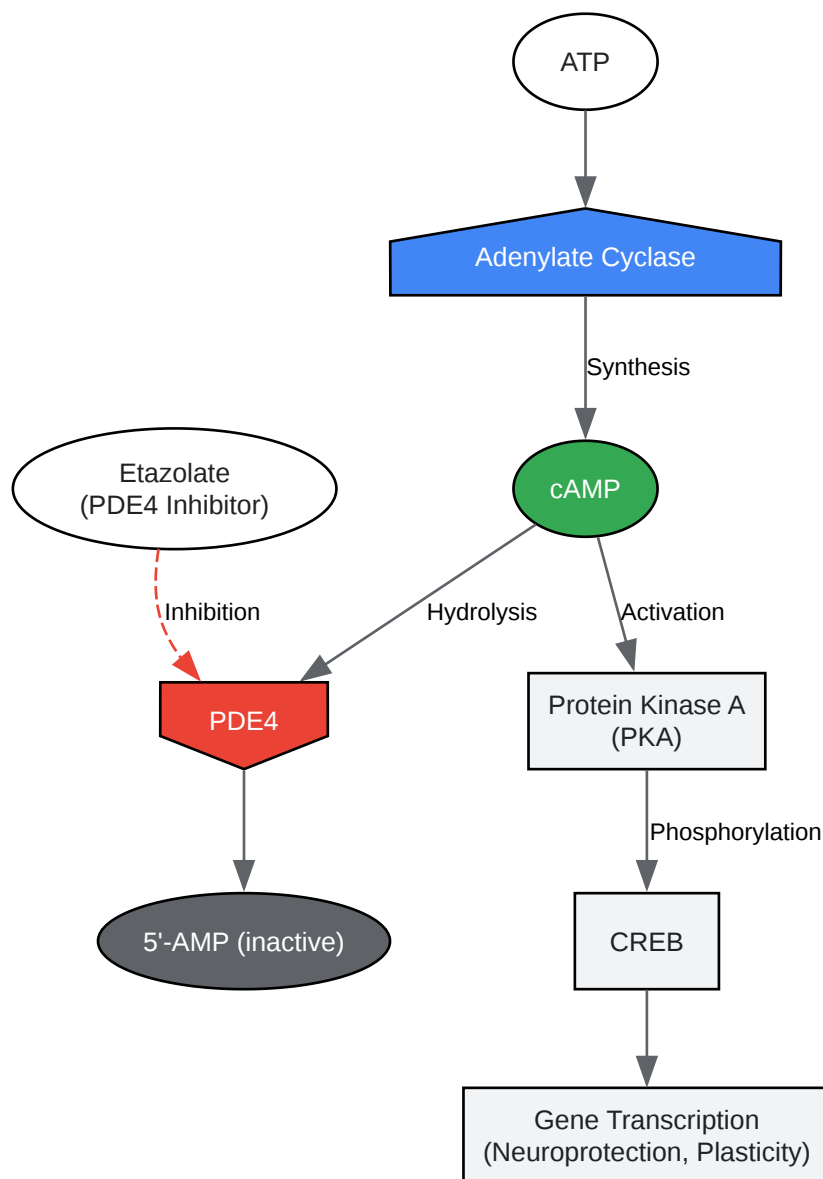 ATP
Adenylate Cyclase
Synthesis
Etazolate
(PDE4 Inhibitor)
cAMP
Inhibition
Hydrolysis
Activation
PDE4
Protein Kinase A
(PKA)
Phosphorylation
5'-AMP (inactive)
CREB
Gene Transcription
(Neuroprotection, Plasticity)